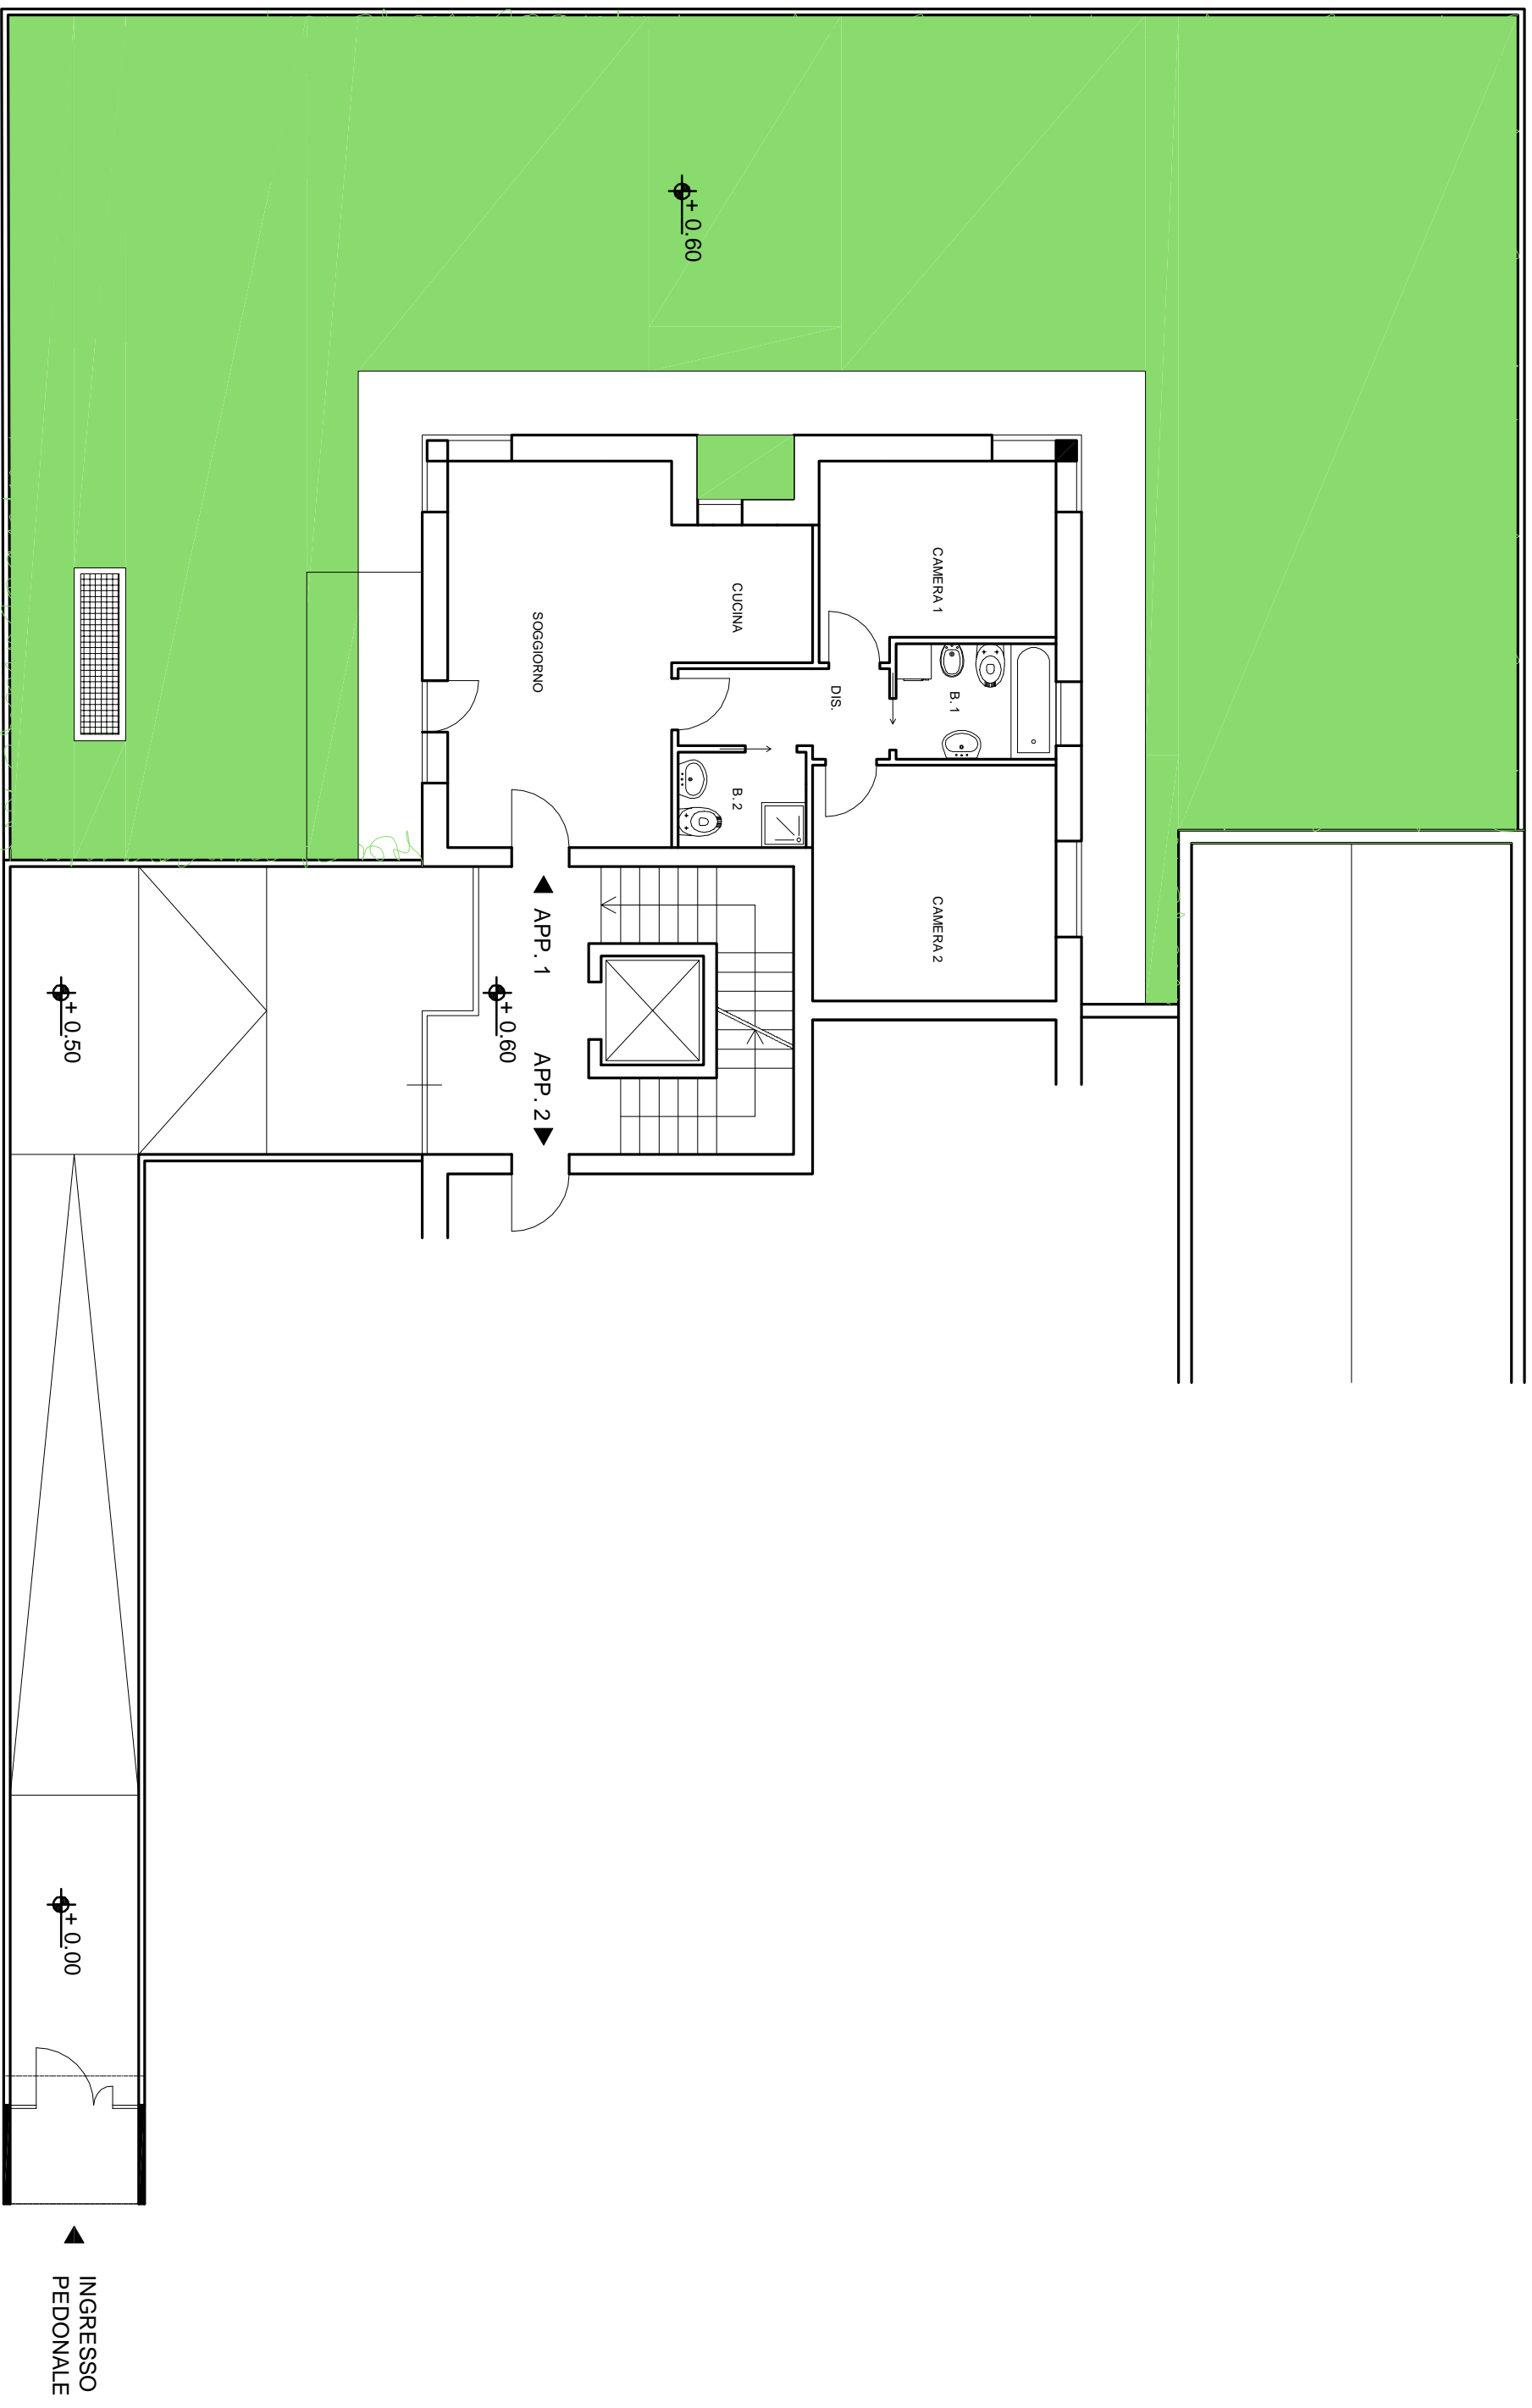 + 0.60
CAMERA 1
CUCINA
SOGGIORNO
DIS.
B. 1
B. 2
CAMERA 2
APP. 1
APP. 2
+ 0.60
+ 0.50
+ 0.00
INGRESSO
PEDONALE